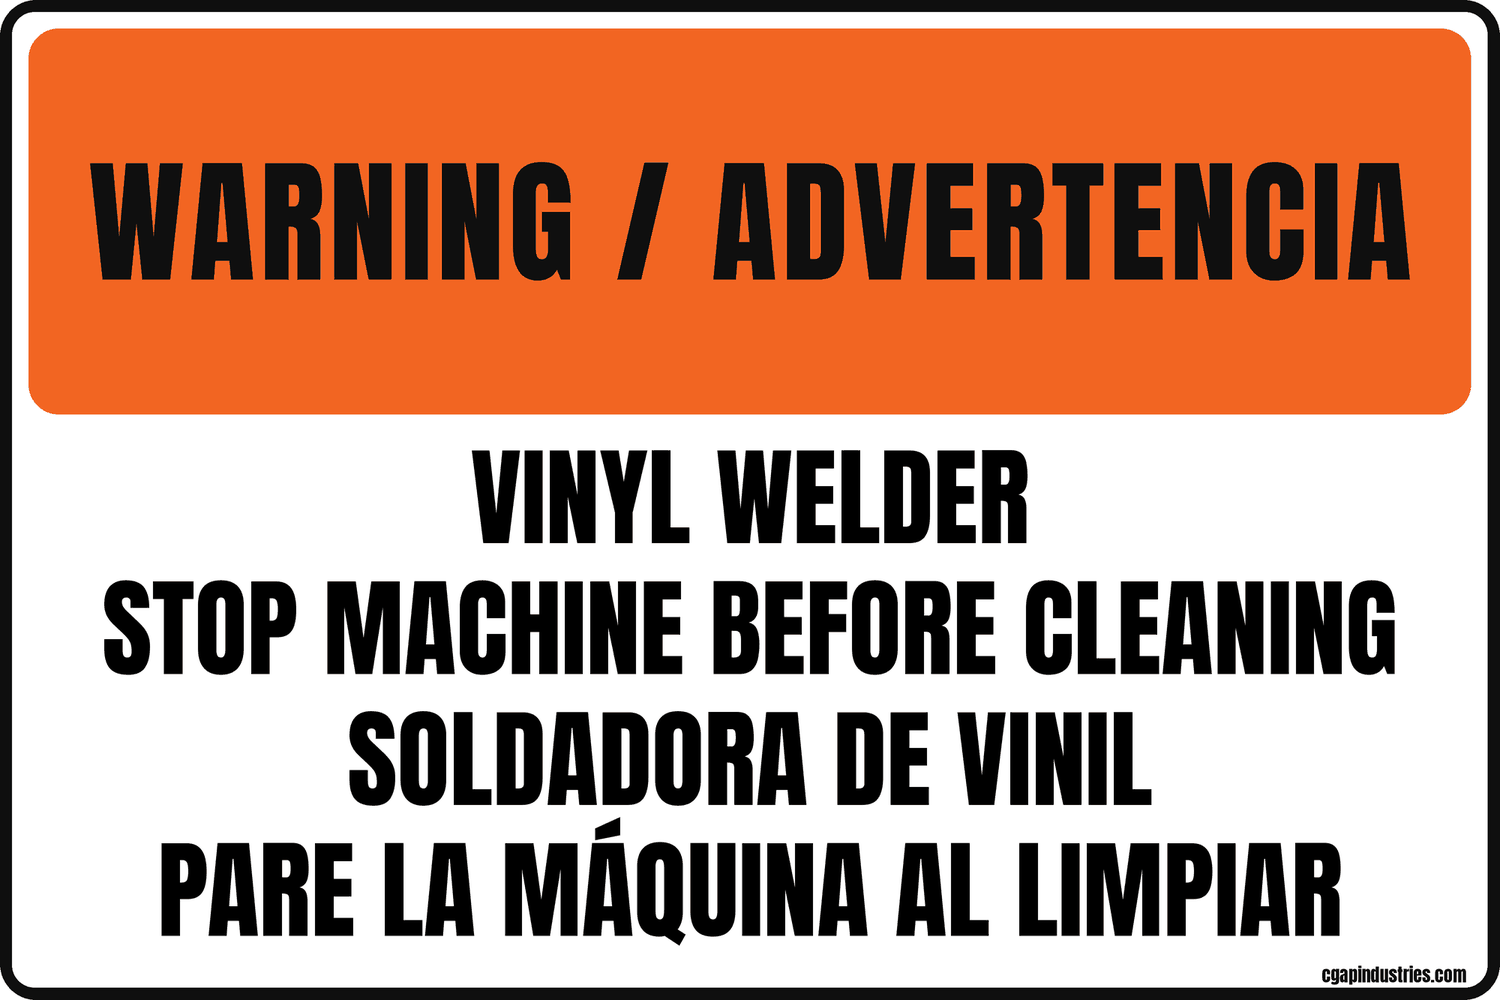 WARNING / ADVERTENCIA
VINYL WELDER
STOP MACHINE BEFORE CLEANING
SOLDADORA DE VINIL
PARE LA MÁQUINA AL LIMPIAR
cgapindustries.com